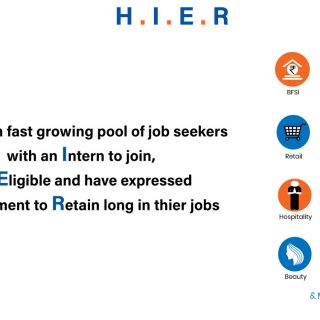 H.I.E.R
fast growing pool of job seekers
with an Intern to join,
Eligible and have expressed
to Retain long in thier jobs
BFSI
Retail
Hospitality
Beauty
&